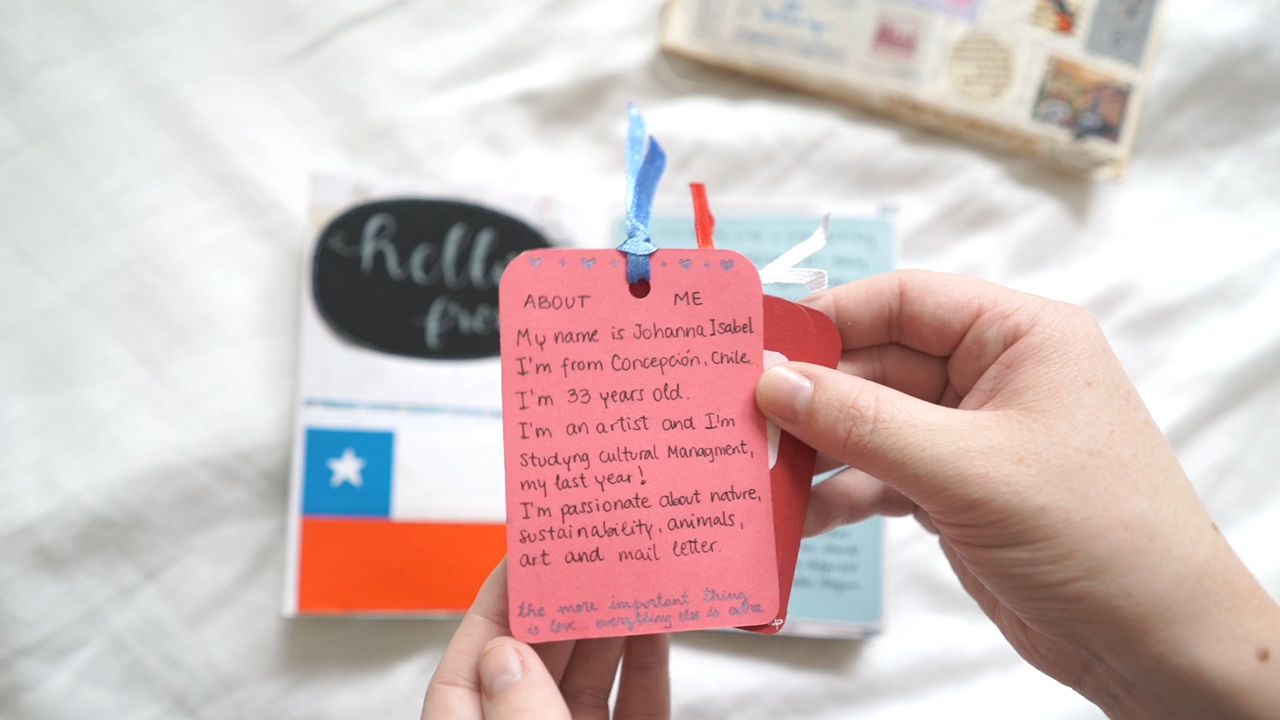 hello
from
ABOUT ME
My name is Johanna Isabel
I'm from Concepción, Chile.
I'm 33 years old.
I'm an artist and I'm
Studyng Cultural Managment,
my last year!
I'm passionate about nature,
sustainability, animals,
art and mail letter.
the more important thing
is love... everything else is extra